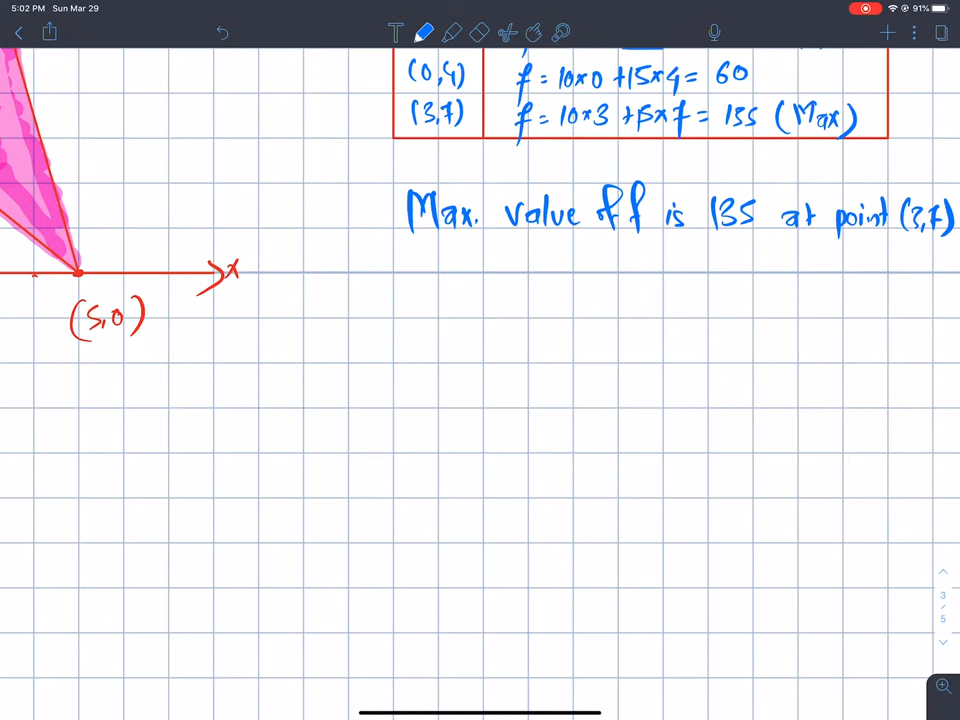 5:02 PM Sun Mar 29
91%
T
(0,4) f = 10×0 +15×4 = 60
(3,7) f = 10×3 +15×7 = 135 (Max)
Max. value of f is 135 at point (3,7)
x
(5,0)
3
/
5